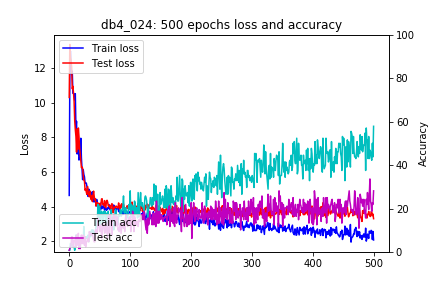 db4_024: 500 epochs loss and accuracy
Train loss
Test loss
Train acc
Test acc
Loss
12
10
8
6
4
2
Accuracy
100
80
60
40
20
0
0
100
200
300
400
500